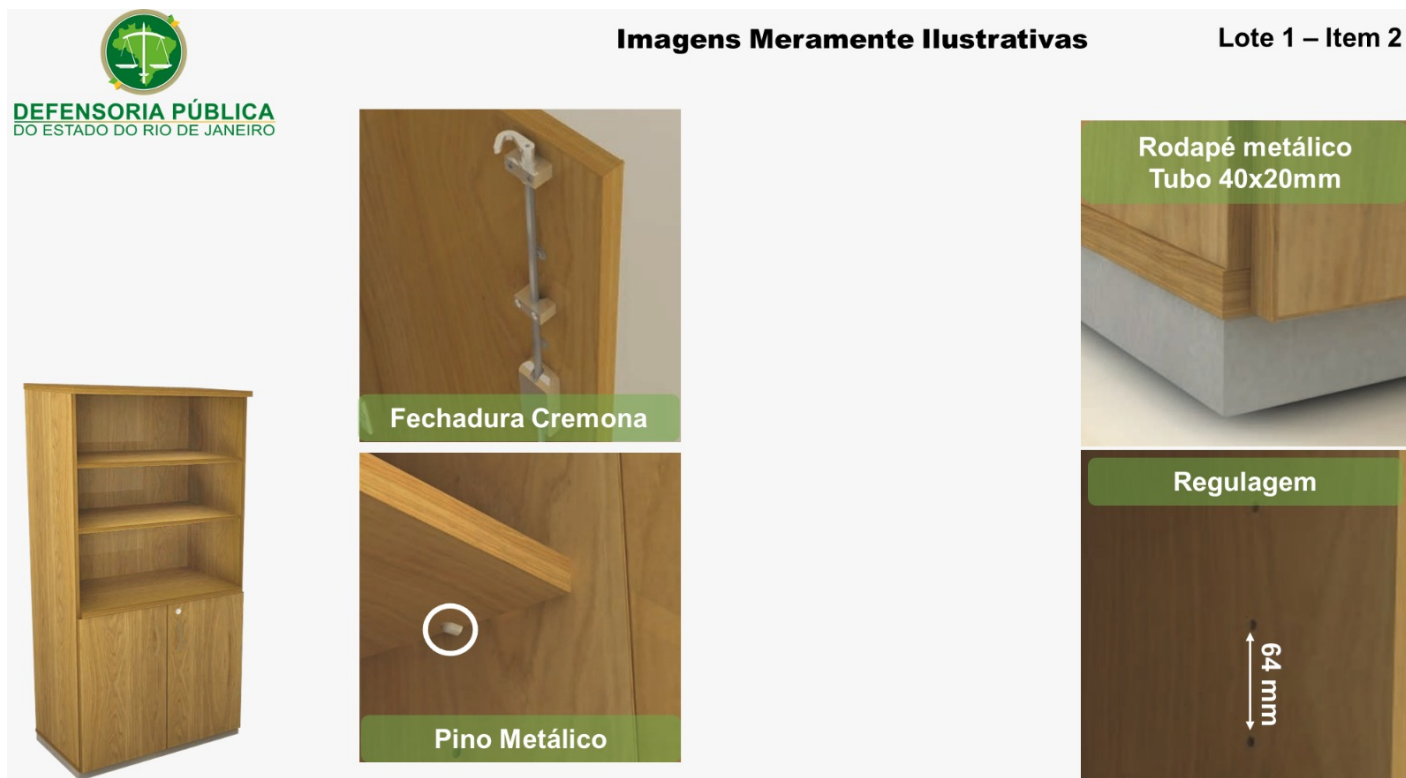 Imagens Meramente Ilustrativas
Lote 1 – Item 2
DEFENSORIA PÚBLICA
DO ESTADO DO RIO DE JANEIRO
Fechadura Cremona
Pino Metálico
Rodapé metálico
Tubo 40x20mm
Regulagem
64 mm